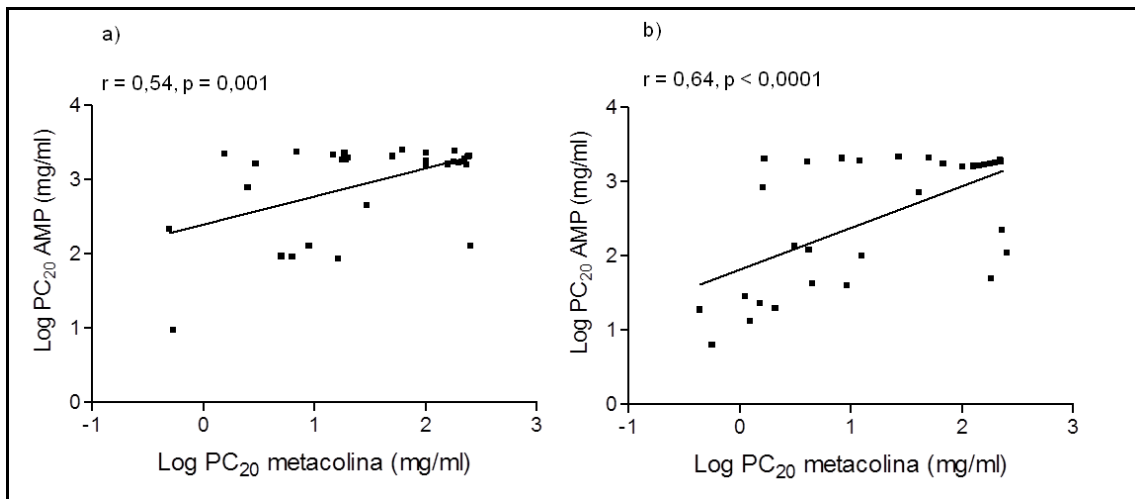 a)
r = 0,54, p = 0,001
Log PC20 AMP (mg/ml)
4
3
2
1
0
-1
0
1
2
3
Log PC20 metacolina (mg/ml)
b)
r = 0,64, p < 0,0001
Log PC20 AMP (mg/ml)
4
3
2
1
0
-1
0
1
2
3
Log PC20 metacolina (mg/ml)